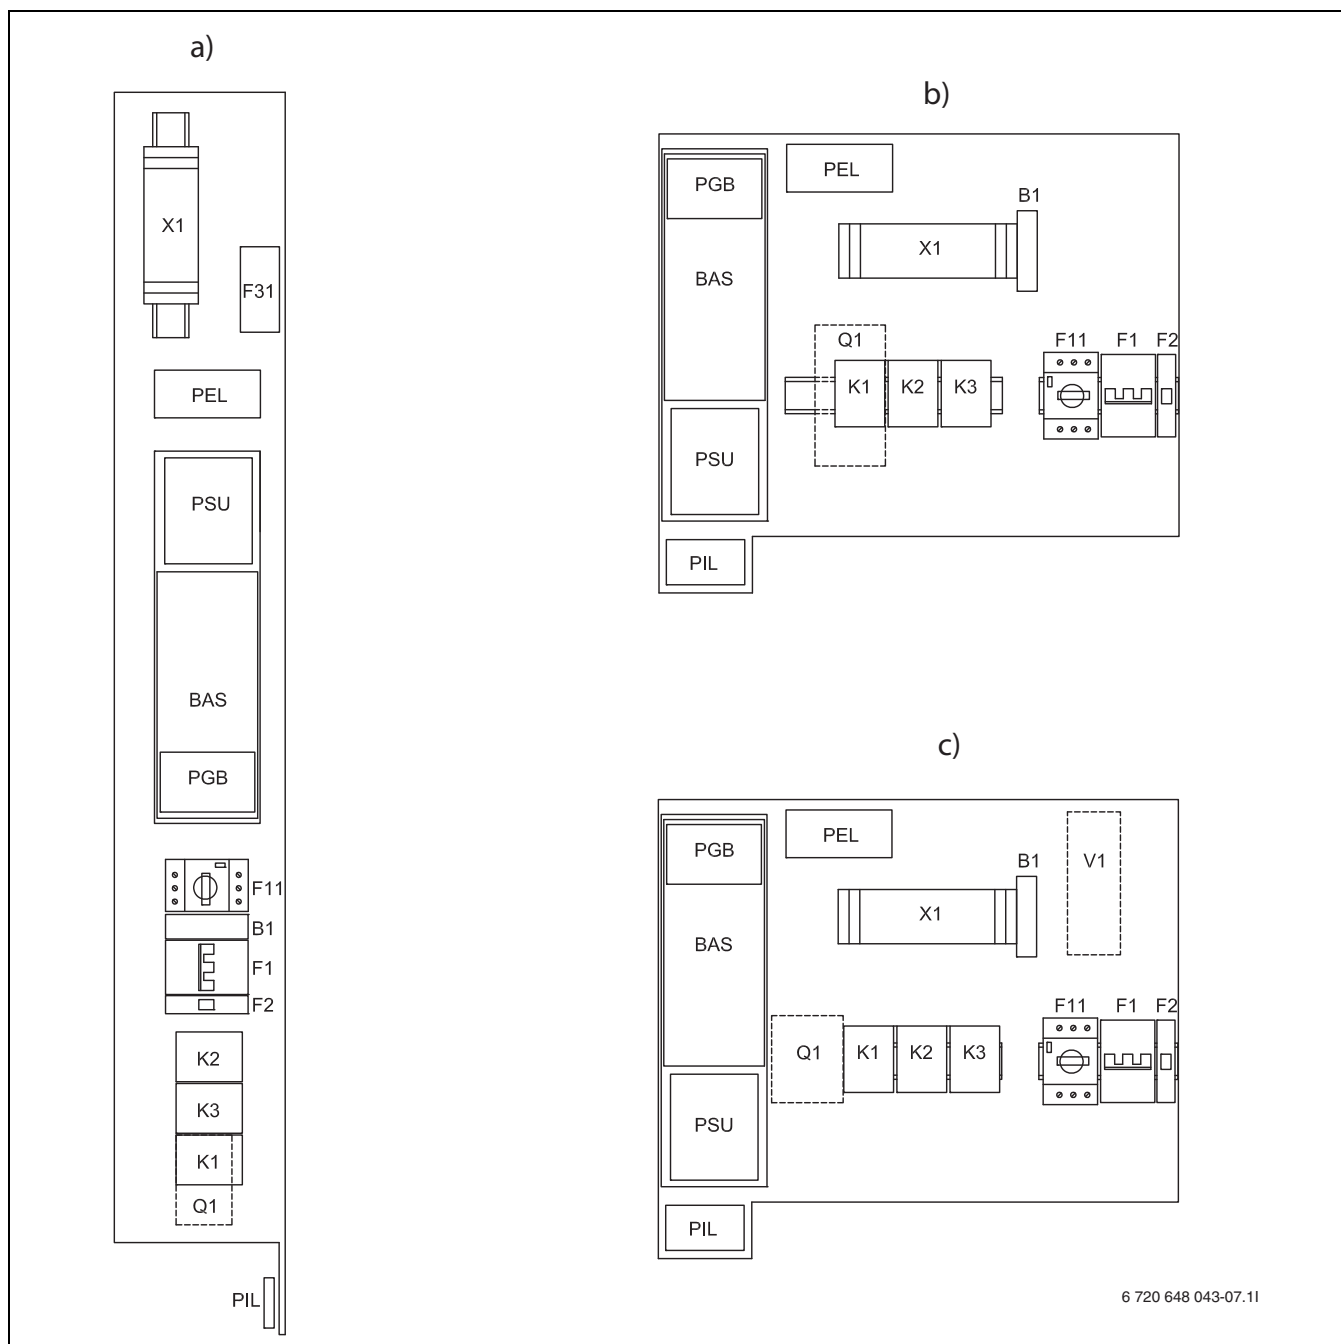 a)
X1
F31
PEL
PSU
BAS
PGB
F11
B1
F1
F2
K2
K3
K1
Q1
PIL
b)
PGB
PEL
B1
BAS
X1
Q1
F11
F1
F2
K1
K2
K3
PSU
PIL
c)
PGB
PEL
B1
V1
BAS
X1
F11
F1
F2
Q1
K1
K2
K3
PSU
PIL
6 720 648 043-07.1I